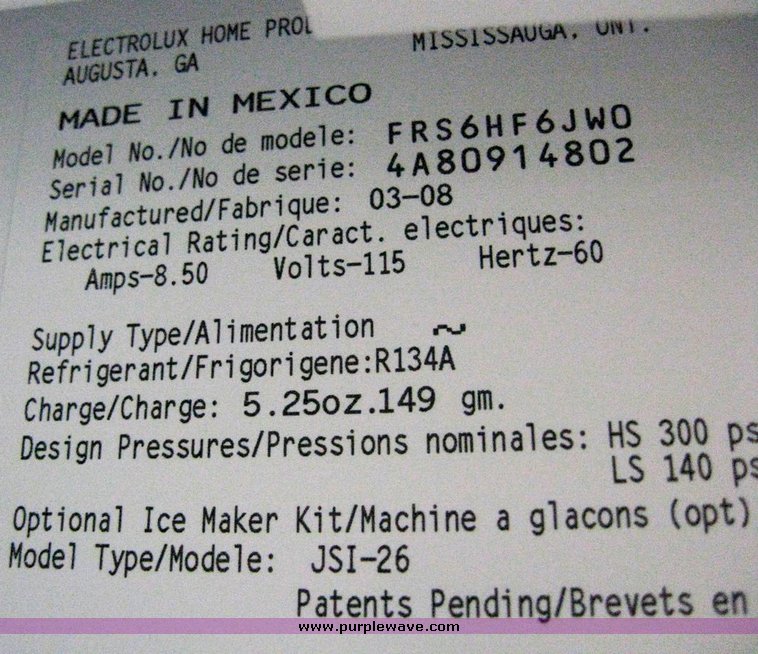 ELECTROLUX HOME
AUGUSTA, GA
MISSISSAUGA, ONT.
MADE IN MEXICO
Model No./No de modele: FRS6HF6JW0
Serial No./No de serie: 4A80914802
Manufactured/Fabrique: 03-08
Electrical Rating/Caract. electriques:
Amps-8.50 Volts-115 Hertz-60
Supply Type/Alimentation ~
Refrigerant/Frigorigene:R134A
Charge/Charge: 5.25oz.149 gm.
Design Pressures/Pressions nominales: HS 300 ps
LS 140 ps
Optional Ice Maker Kit/Machine a glacons (opt)
Model Type/Modele: JSI-26
Patents Pending/Brevets en
www.purplewave.com